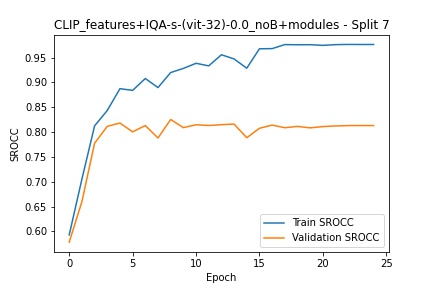 CLIP_features+IQA-s-(vit-32)-0.0_noB+modules - Split 7
SROCC
0.95
0.90
0.85
0.80
0.75
0.70
0.65
0.60
0
5
10
15
20
25
Epoch
Train SROCC
Validation SROCC